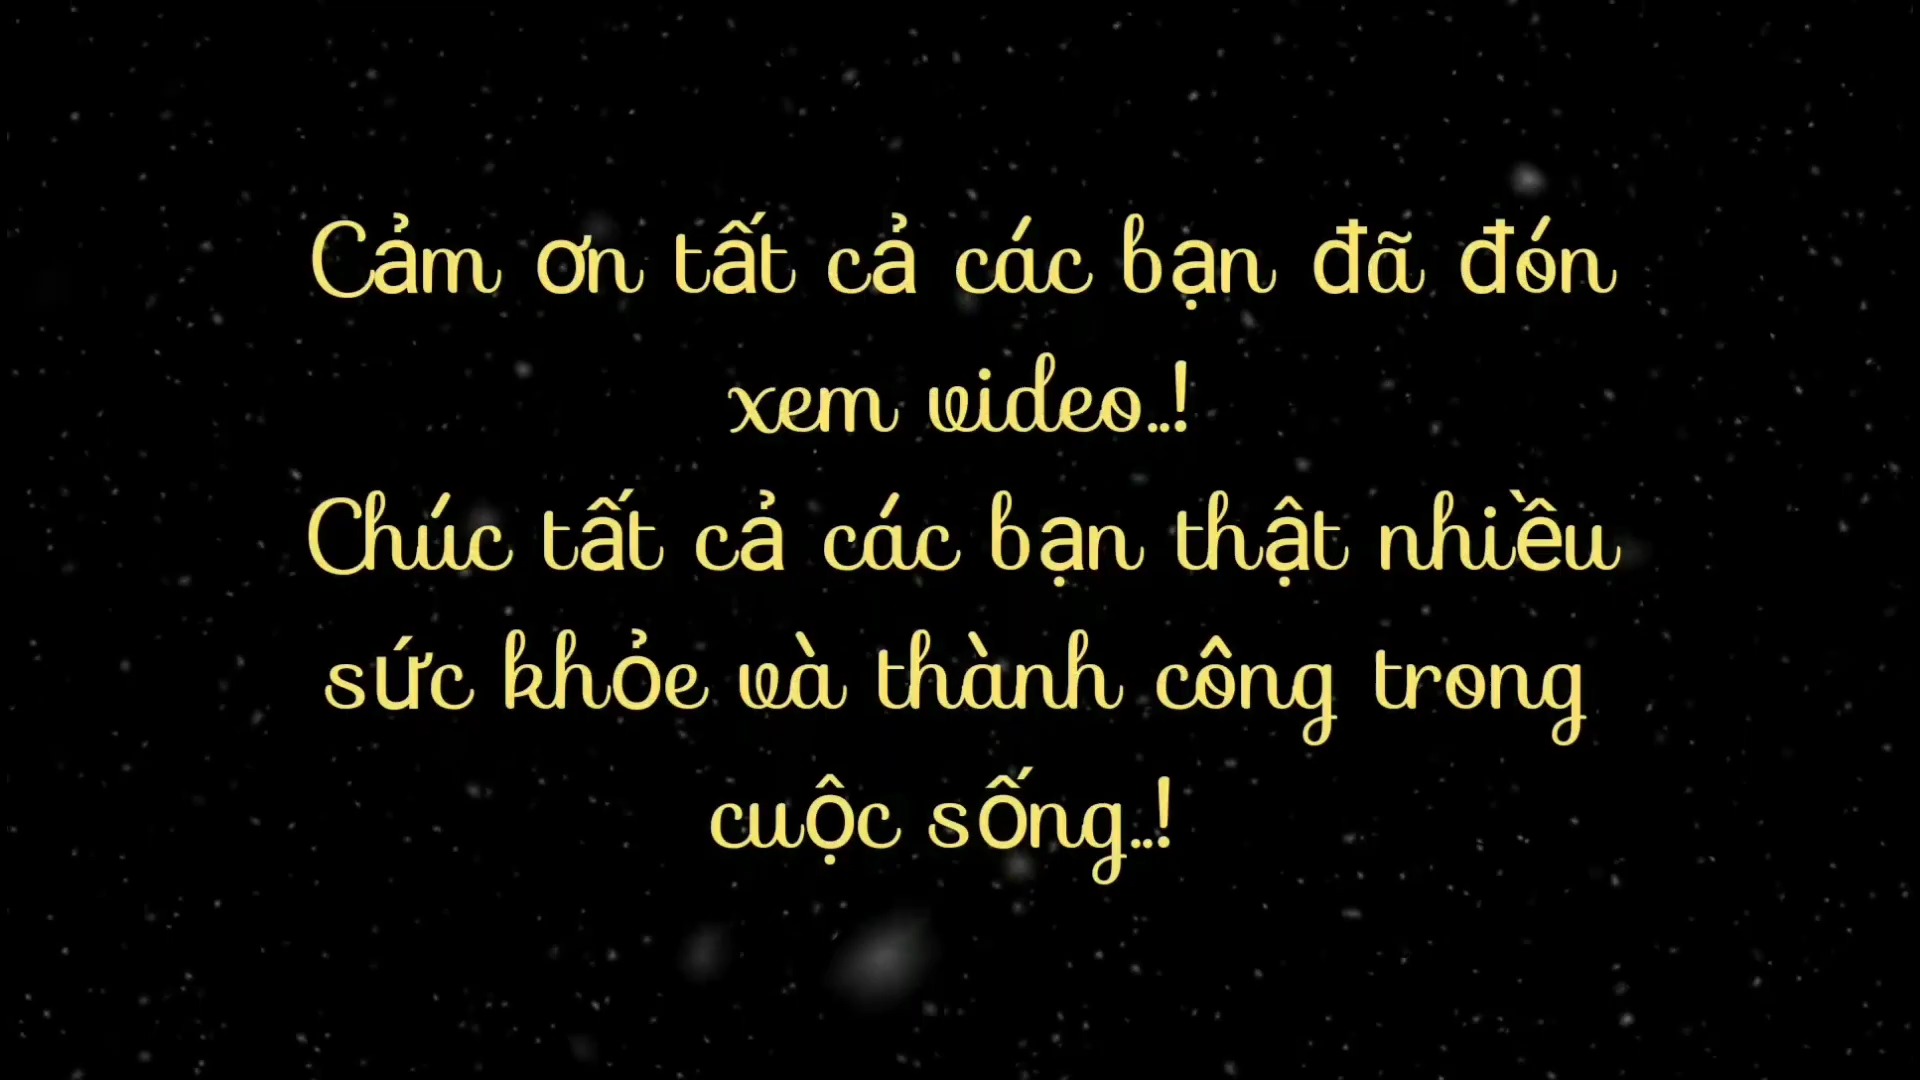 Cảm ơn tất cả các bạn đã đón
xem video..!
Chúc tất cả các bạn thật nhiều
sức khỏe và thành công trong
cuộc sống..!